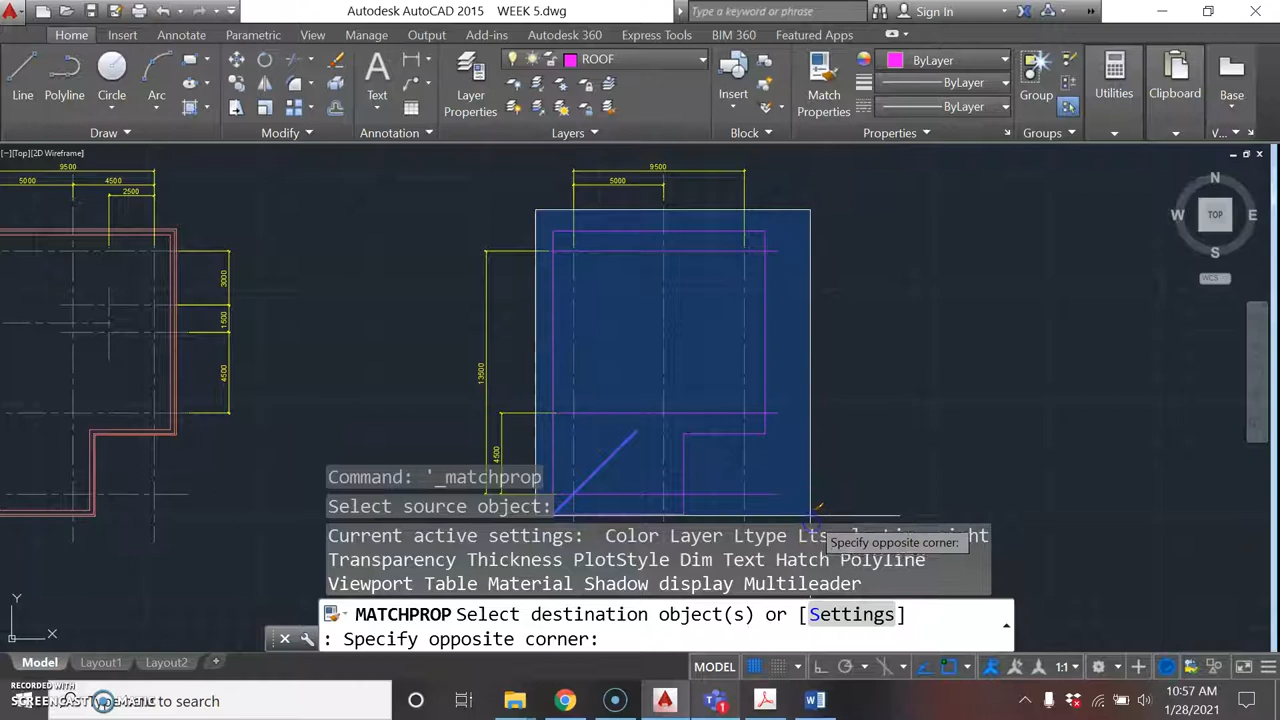 Autodesk AutoCAD 2015 WEEK 5.dwg
Type a keyword or phrase
Sign In
Home Insert Annotate Parametric View Manage Output Add-ins Autodesk 360 Express Tools BIM 360 Featured Apps
ROOF
ByLayer
ByLayer
ByLayer
Line Polyline Circle Arc
Text
Layer
Properties
Insert
Match
Properties
Group
Utilities
Clipboard
Base
Draw
Modify
Annotation
Layers
Block
Properties
Groups
V...
[−][Top][2D Wireframe]
9500
5000 4500
2500
3000
1500
4500
9500
5000
13500
4500
N
W TOP E
S
WCS
Command: '_matchprop
Select source object:
Current active settings: Color Layer Ltype
Transparency Thickness PlotStyle Dim Text Hatch Polyline
Viewport Table Material Shadow display Multileader
Specify opposite corner:
MATCHPROP Select destination object(s) or [Settings]
: Specify opposite corner:
Y
X
Model Layout1 Layout2 +
MODEL
1:1
RECORDED WITH
SCREENCASTOMATIC
Type here to search
10:57 AM
1/28/2021